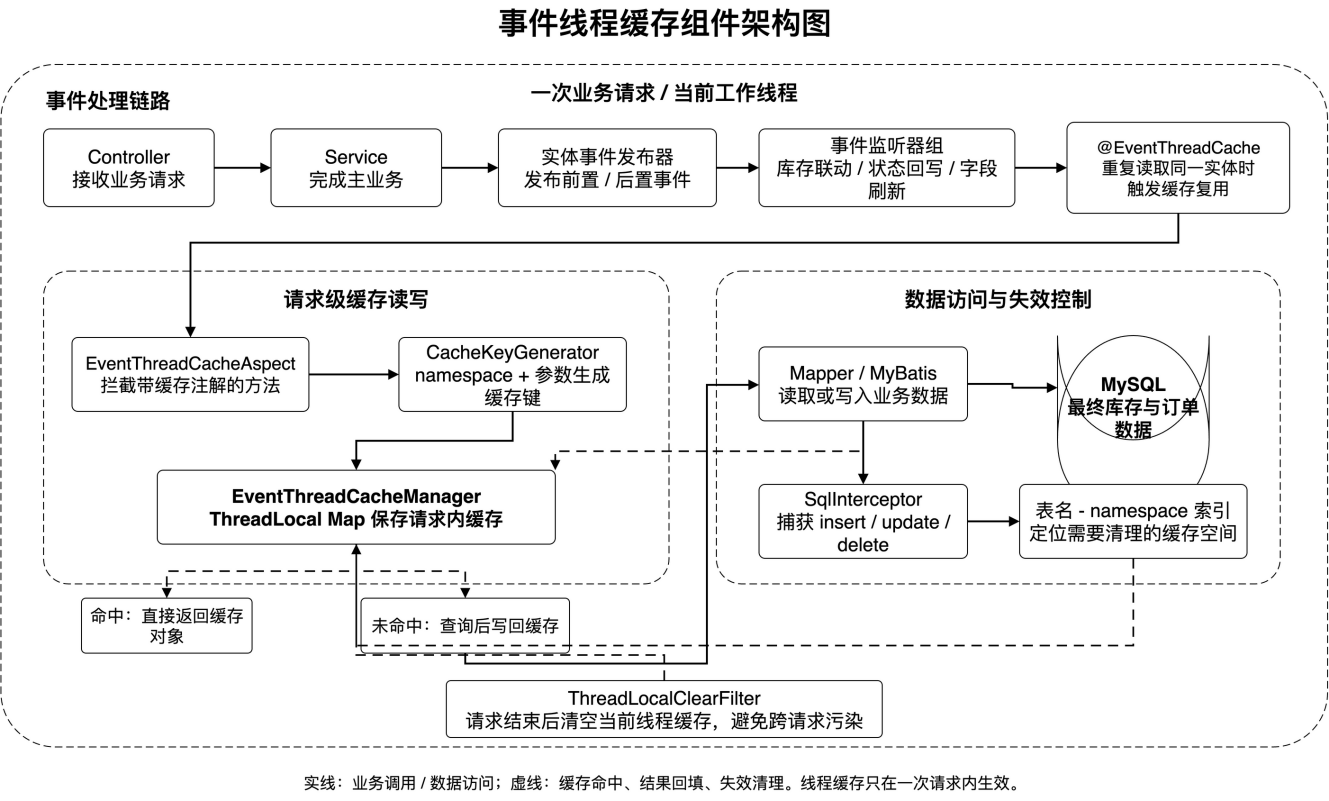 事件线程缓存组件架构图
一次业务请求 / 当前工作线程
事件处理链路
Controller
接收业务请求
Service
完成主业务
实体事件发布器
发布前置 / 后置事件
事件监听器组
库存联动 / 状态回写 / 字段
刷新
@EventThreadCache
重复读取同一实体时
触发缓存复用
请求级缓存读写
EventThreadCacheAspect
拦截带缓存注解的方法
CacheKeyGenerator
namespace + 参数生成
缓存键
EventThreadCacheManager
ThreadLocal Map 保存请求内缓存
命中：直接返回缓存
对象
未命中：查询后写回缓存
数据访问与失效控制
Mapper / MyBatis
读取或写入业务数据
MySQL
最终库存与订单
数据
SqlInterceptor
捕获 insert / update /
delete
表名 - namespace 索引
定位需要清理的缓存空间
ThreadLocalClearFilter
请求结束后清空当前线程缓存，避免跨请求污染
实线：业务调用 / 数据访问；虚线：缓存命中、结果回填、失效清理。线程缓存只在一次请求内生效。